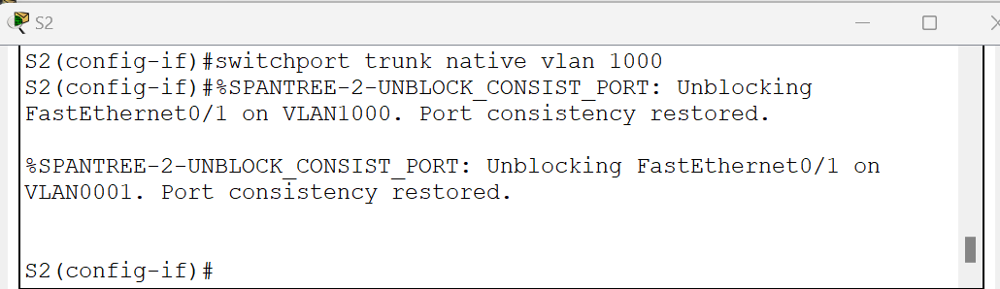 S2
S2(config-if)#switchport trunk native vlan 1000
S2(config-if)#%SPANTREE-2-UNBLOCK_CONSIST_PORT: Unblocking
FastEthernet0/1 on VLAN1000. Port consistency restored.
%SPANTREE-2-UNBLOCK_CONSIST_PORT: Unblocking FastEthernet0/1 on
VLAN0001. Port consistency restored.
S2(config-if)#